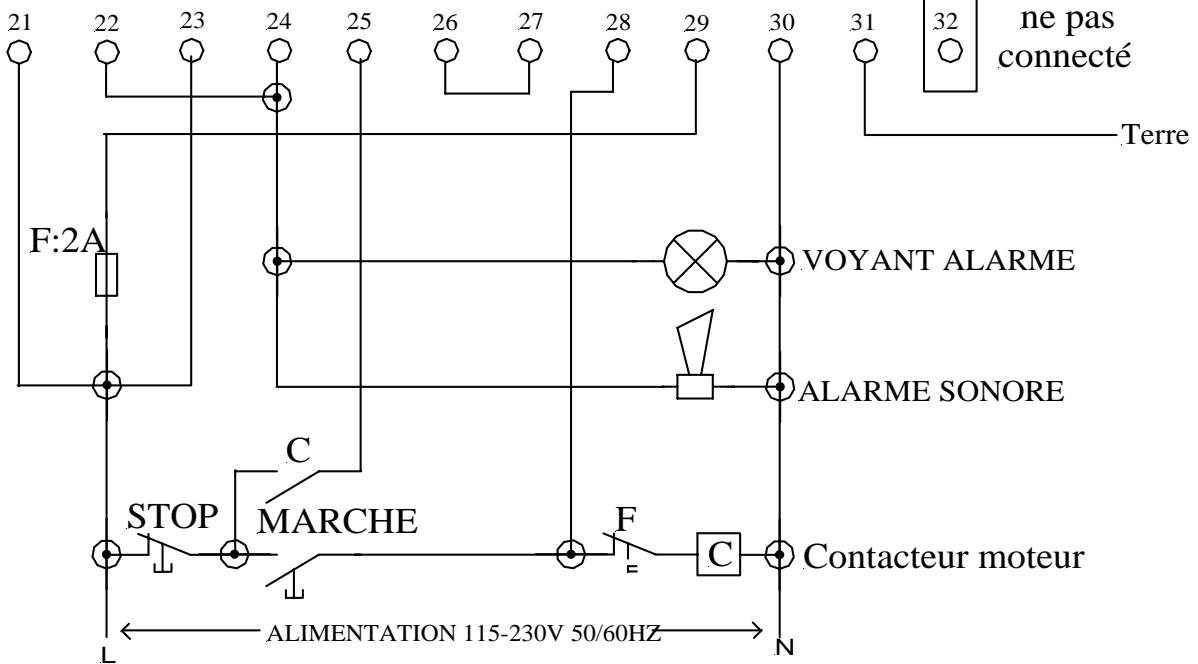 21 22 23 24 25 26 27 28 29 30 31 32
ne pas
connecté
Terre
F:2A
VOYANT ALARME
ALARME SONORE
C
STOP MARCHE F
C Contacteur moteur
ALIMENTATION 115-230V 50/60HZ
L N